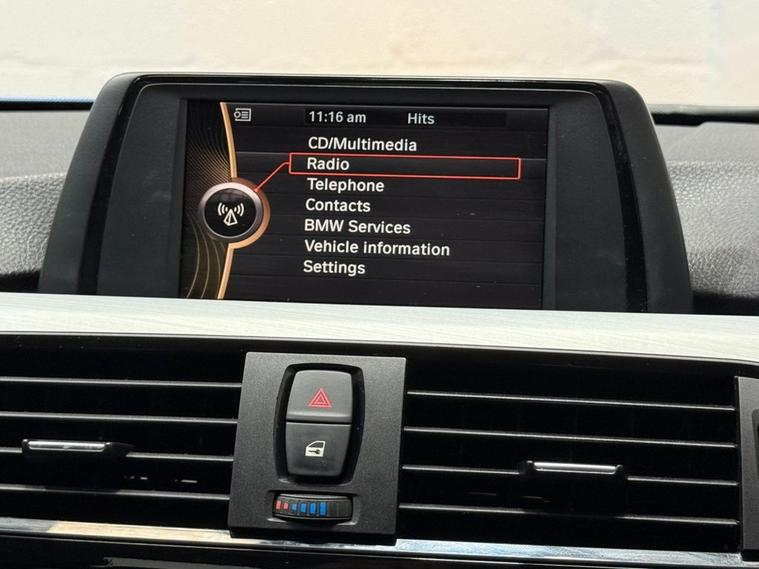 11:16 am Hits
CD/Multimedia
Radio
Telephone
Contacts
BMW Services
Vehicle information
Settings